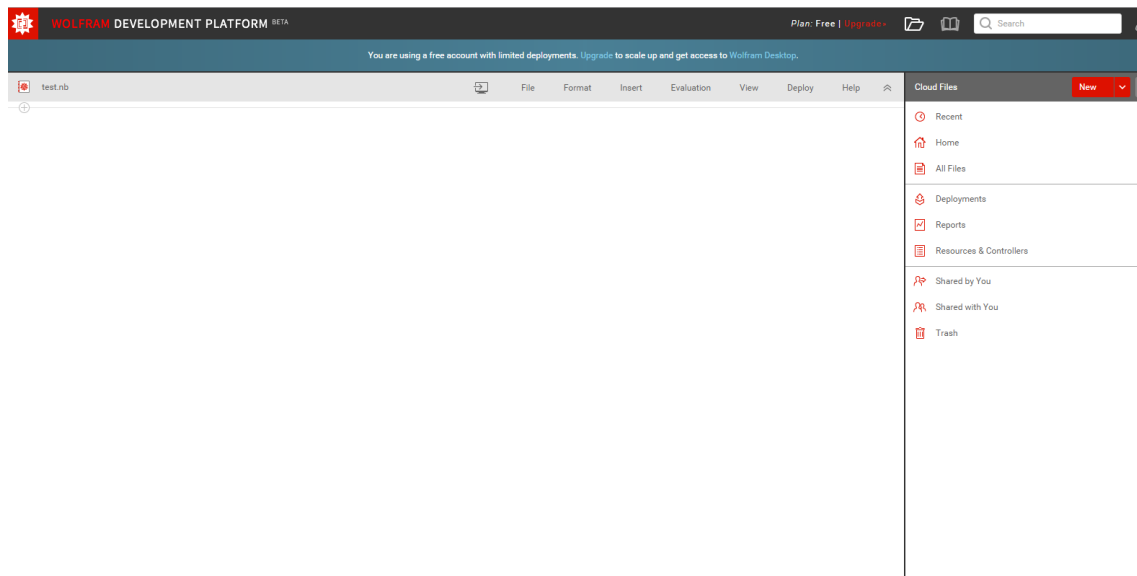 WOLFRAM DEVELOPMENT PLATFORM BETA
Plan: Free | Upgrade›
Search
You are using a free account with limited deployments. Upgrade to scale up and get access to Wolfram Desktop.
test.nb
File Format Insert Evaluation View Deploy Help
Cloud Files
New
Recent
Home
All Files
Deployments
Reports
Resources & Controllers
Shared by You
Shared with You
Trash